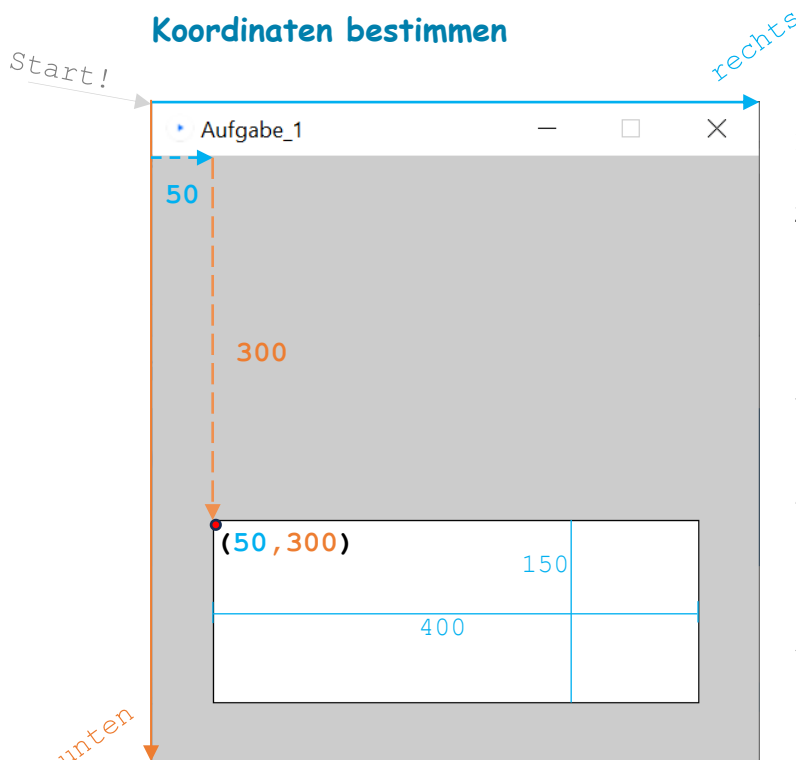 Koordinaten bestimmen
rechts
Start!
Aufgabe_1
50
300
(50,300)
150
400
unten